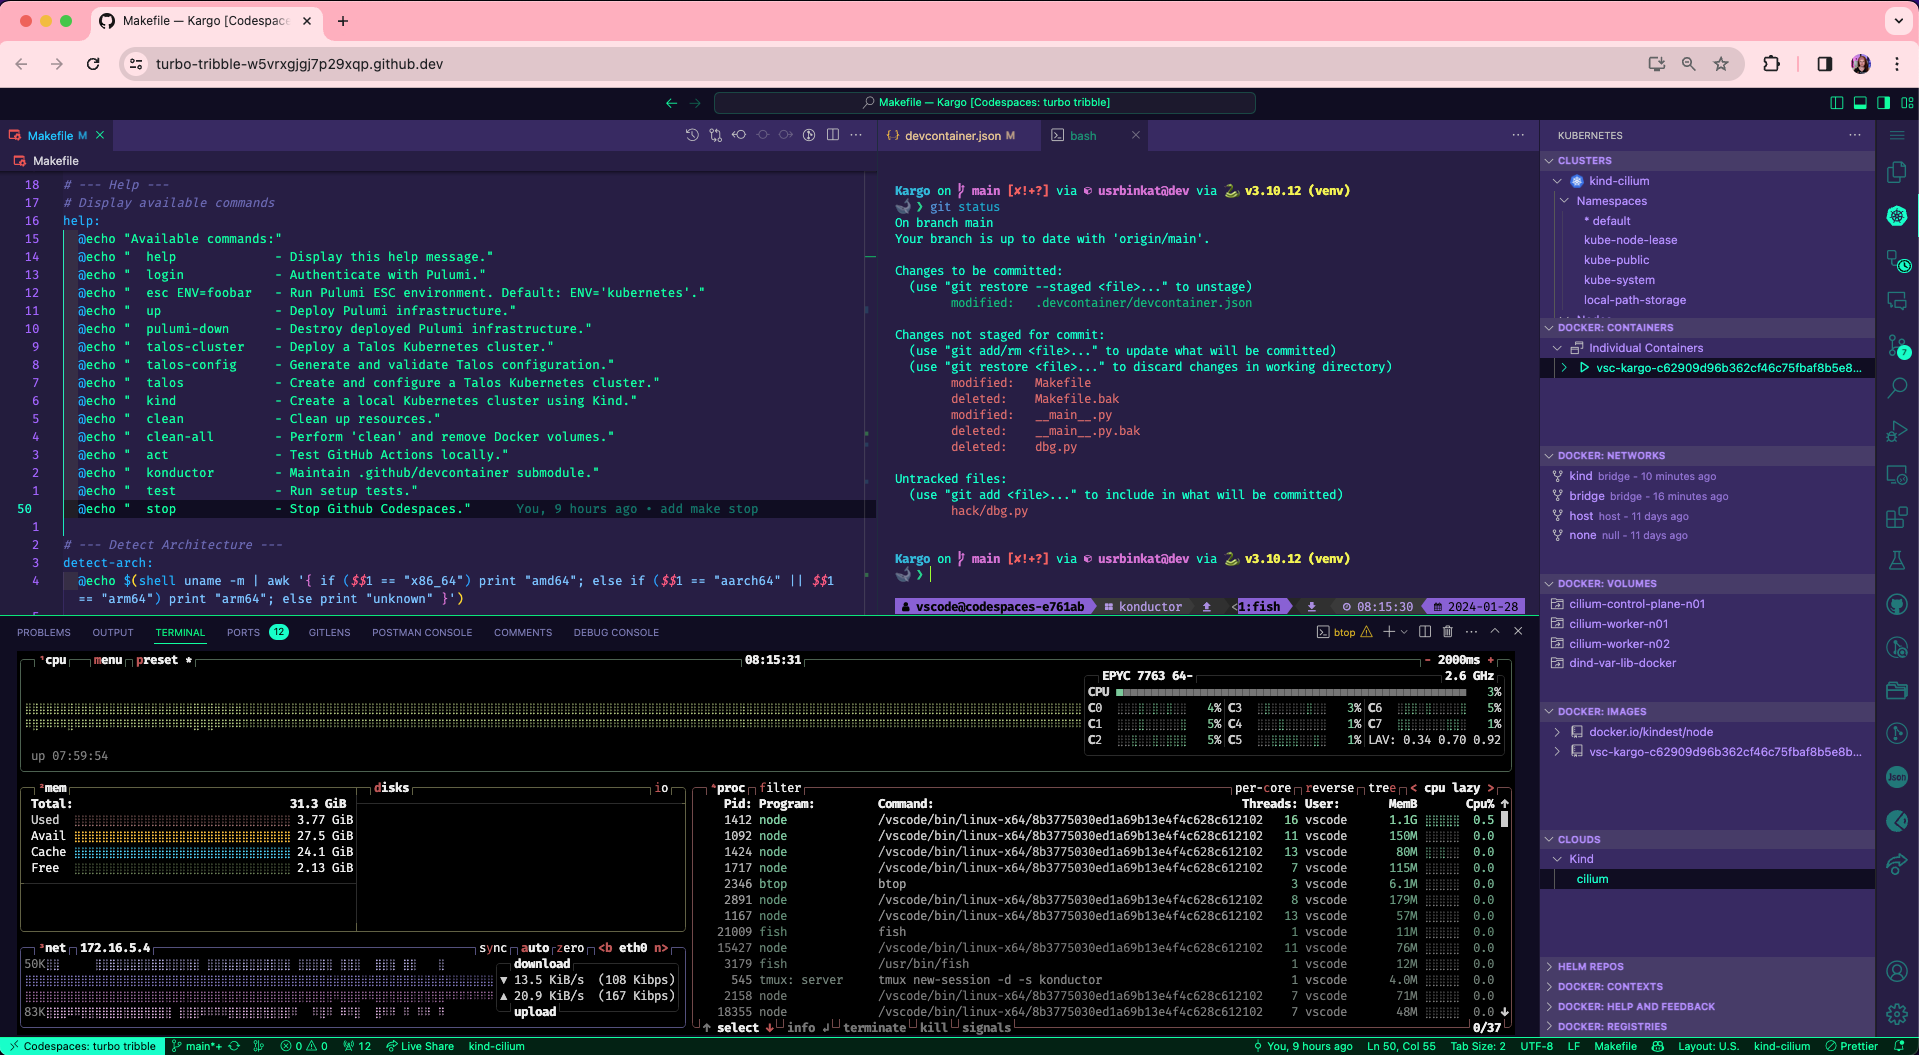 Makefile — Kargo [Codespace
turbo-tribble-w5vrxgjgj7p29xqp.github.dev
Makefile — Kargo [Codespaces: turbo tribble]
Makefile M
Makefile
18 # --- Help ---
17 # Display available commands
16 help:
15 @echo "Available commands:"
14 @echo "  help             - Display this help message."
13 @echo "  login            - Authenticate with Pulumi."
12 @echo "  esc ENV=foobar   - Run Pulumi ESC environment. Default: ENV='kubernetes'."
11 @echo "  up               - Deploy Pulumi infrastructure."
10 @echo "  pulumi-down      - Destroy deployed Pulumi infrastructure."
9 @echo "  talos-cluster    - Deploy a Talos Kubernetes cluster."
8 @echo "  talos-config     - Generate and validate Talos configuration."
7 @echo "  talos            - Create and configure a Talos Kubernetes cluster."
6 @echo "  kind             - Create a local Kubernetes cluster using Kind."
5 @echo "  clean            - Clean up resources."
4 @echo "  clean-all        - Perform 'clean' and remove Docker volumes."
3 @echo "  act              - Test GitHub Actions locally."
2 @echo "  konductor        - Maintain .github/devcontainer submodule."
1 @echo "  test             - Run setup tests."
50 @echo "  stop             - Stop Github Codespaces."      You, 9 hours ago • add make stop
1
2 # --- Detect Architecture ---
3 detect-arch:
4 @echo $(shell uname -m | awk '{ if ($$1 == "x86_64") print "amd64"; else if ($$1 == "aarch64" || $$1
== "arm64") print "arm64"; else print "unknown" }')
devcontainer.json M
bash
Kargo on main [✘!+?] via usrbinkat@dev via v3.10.12 (venv)
❯ git status
On branch main
Your branch is up to date with 'origin/main'.
Changes to be committed:
(use "git restore --staged <file>..." to unstage)
modified:   .devcontainer/devcontainer.json
Changes not staged for commit:
(use "git add/rm <file>..." to update what will be committed)
(use "git restore <file>..." to discard changes in working directory)
modified:   Makefile
deleted:    Makefile.bak
modified:   __main__.py
deleted:    __main__.py.bak
deleted:    dbg.py
Untracked files:
(use "git add <file>..." to include in what will be committed)
hack/dbg.py
Kargo on main [✘!+?] via usrbinkat@dev via v3.10.12 (venv)
❯
vscode@codespaces-e761ab konductor <1:fish 08:15:30 2024-01-28
PROBLEMS OUTPUT TERMINAL PORTS 12 GITLENS POSTMAN CONSOLE COMMENTS DEBUG CONSOLE
btop
¹cpu menu preset * 08:15:31 - 2000ms +
EPYC 7763 64- 2.6 GHz
CPU 3%
C0 4% C3 3% C6 5%
C1 5% C4 1% C7 1%
C2 5% C5 1% LAV: 0.34 0.70 0.92
up 07:59:54
²mem disks io
Total: 31.3 GiB
Used 3.77 GiB
Avail 27.5 GiB
Cache 24.1 GiB
Free 2.13 GiB
³net 172.16.5.4 sync auto zero <b eth0 n>
50K
download
▼ 13.5 KiB/s (108 Kibps)
▲ 20.9 KiB/s (167 Kibps)
upload
83K
⁴proc filter per-core reverse tree < cpu lazy >
Pid: Program: Command: Threads: User: MemB Cpu% ↑
1412 node /vscode/bin/linux-x64/8b3775030ed1a69b13e4f4c628c612102 16 vscode 1.1G 0.5
1092 node /vscode/bin/linux-x64/8b3775030ed1a69b13e4f4c628c612102 11 vscode 150M 0.0
1424 node /vscode/bin/linux-x64/8b3775030ed1a69b13e4f4c628c612102 13 vscode 80M 0.0
1717 node /vscode/bin/linux-x64/8b3775030ed1a69b13e4f4c628c612102 7 vscode 115M 0.0
2346 btop btop 3 vscode 6.1M 0.0
2891 node /vscode/bin/linux-x64/8b3775030ed1a69b13e4f4c628c612102 8 vscode 179M 0.0
1167 node /vscode/bin/linux-x64/8b3775030ed1a69b13e4f4c628c612102 13 vscode 57M 0.0
21009 fish fish 1 vscode 11M 0.0
15427 node /vscode/bin/linux-x64/8b3775030ed1a69b13e4f4c628c612102 11 vscode 76M 0.0
3179 fish /usr/bin/fish 1 vscode 12M 0.0
545 tmux: server tmux new-session -d -s konductor 1 vscode 4.0M 0.0
2158 node /vscode/bin/linux-x64/8b3775030ed1a69b13e4f4c628c612102 7 vscode 71M 0.0
18355 node /vscode/bin/linux-x64/8b3775030ed1a69b13e4f4c628c612102 7 vscode 48M 0.0 ↓
↑ select ↓ info ↲ terminate kill signals 0/37
KUBERNETES
CLUSTERS
kind-cilium
Namespaces
* default
kube-node-lease
kube-public
kube-system
local-path-storage
DOCKER: CONTAINERS
Individual Containers
vsc-kargo-c62909d96b362cf46c75fbaf8b5e8...
DOCKER: NETWORKS
kind bridge - 10 minutes ago
bridge bridge - 16 minutes ago
host host - 11 days ago
none null - 11 days ago
DOCKER: VOLUMES
cilium-control-plane-n01
cilium-worker-n01
cilium-worker-n02
dind-var-lib-docker
DOCKER: IMAGES
docker.io/kindest/node
vsc-kargo-c62909d96b362cf46c75fbaf8b5e8b...
CLOUDS
Kind
cilium
HELM REPOS
DOCKER: CONTEXTS
DOCKER: HELP AND FEEDBACK
DOCKER: REGISTRIES
7
Json
Codespaces: turbo tribble main*+ 0 0 12 Live Share kind-cilium
You, 9 hours ago Ln 50, Col 55 Tab Size: 2 UTF-8 LF Makefile Layout: U.S. kind-cilium Prettier